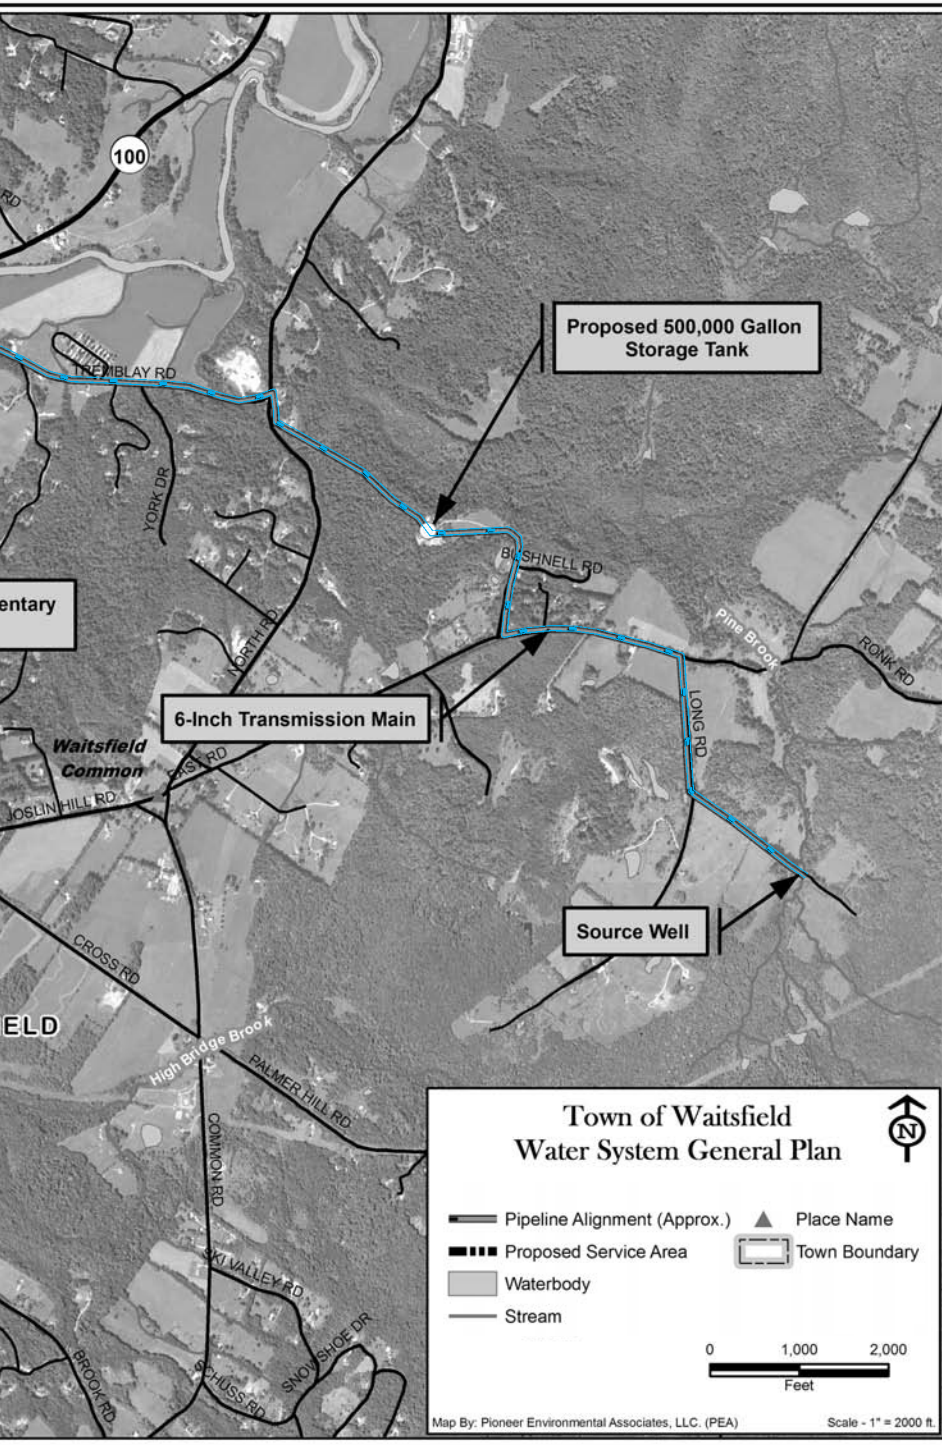 100
RD
Proposed 500,000 Gallon
Storage Tank
TREMBLAY RD
YORK DR
BUSHNELL RD
entary
Pine Brook
RONK RD
NORTH RD
6-Inch Transmission Main
LONG RD
Waitsfield
Common
EAST RD
JOSLIN HILL RD
Source Well
CROSS RD
ELD
High Bridge Brook
PALMER HILL RD
COMMON RD
SKI VALLEY RD
SNOWSHOE DR
SCHUSS RD
BROOK RD
Town of Waitsfield
Water System General Plan
N
Pipeline Alignment (Approx.)
Place Name
Proposed Service Area
Town Boundary
Waterbody
Stream
0 1,000 2,000
Feet
Map By: Pioneer Environmental Associates, LLC. (PEA)
Scale - 1" = 2000 ft.